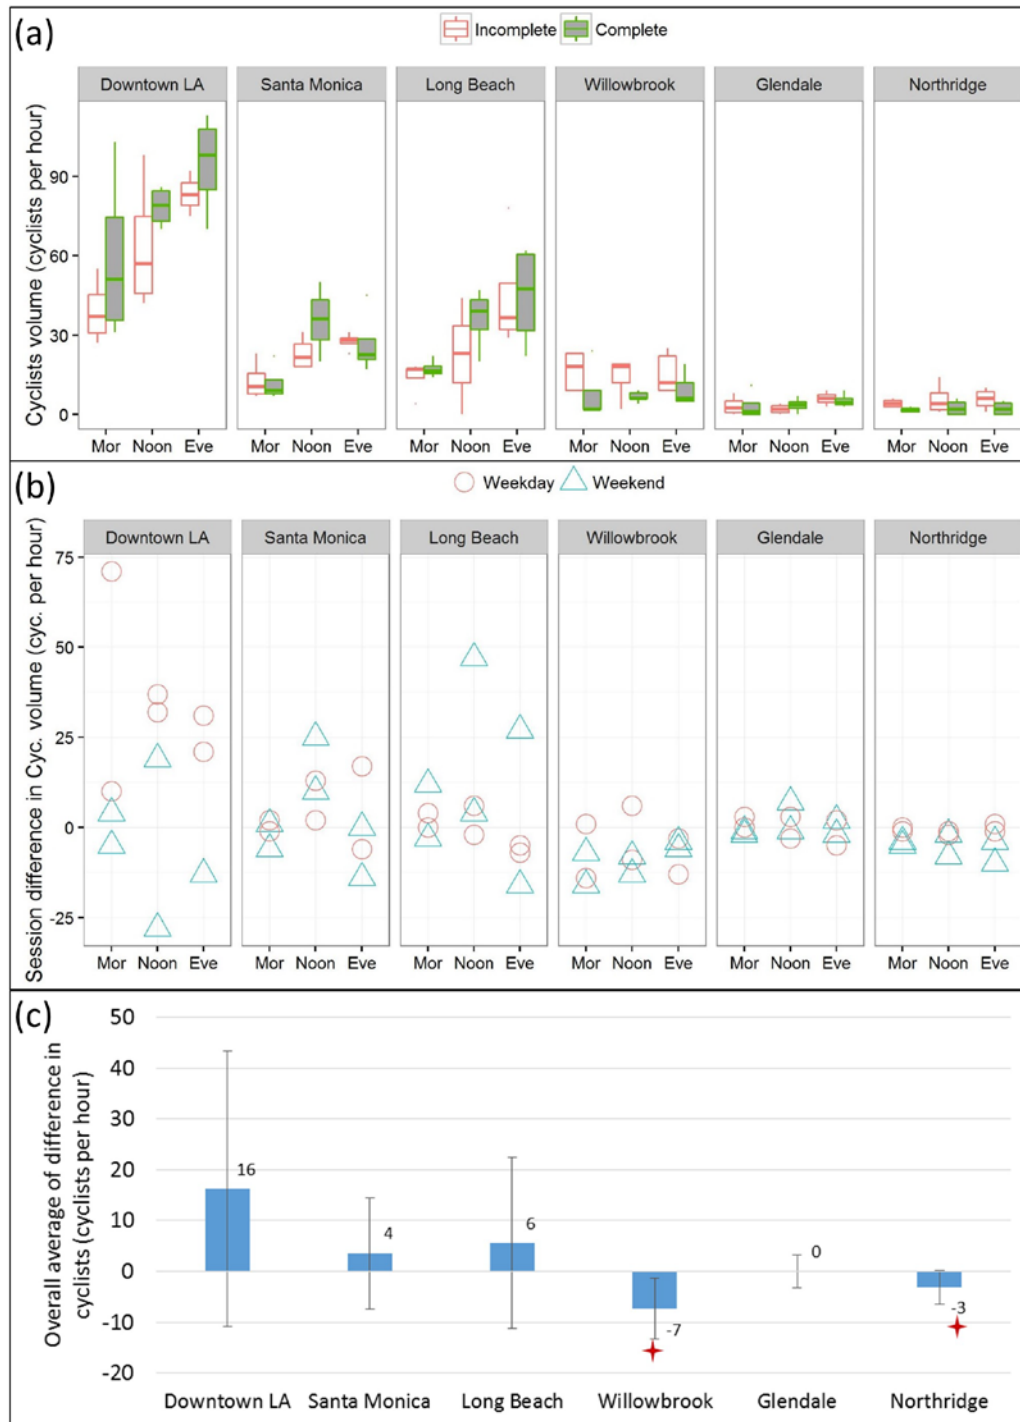 (a)
Incomplete Complete
Downtown LA Santa Monica Long Beach Willowbrook Glendale Northridge
Cyclists volume (cyclists per hour)
90
60
30
0
Mor Noon Eve Mor Noon Eve Mor Noon Eve Mor Noon Eve Mor Noon Eve Mor Noon Eve
(b)
Weekday Weekend
Downtown LA Santa Monica Long Beach Willowbrook Glendale Northridge
Session difference in Cyc. volume (cyc. per hour)
75
50
25
0
-25
Mor Noon Eve Mor Noon Eve Mor Noon Eve Mor Noon Eve Mor Noon Eve Mor Noon Eve
(c)
Overall average of difference in
cyclists (cyclists per hour)
50
40
30
20
10
0
-10
-20
16
4
6
-7
0
-3
Downtown LA Santa Monica Long Beach Willowbrook Glendale Northridge